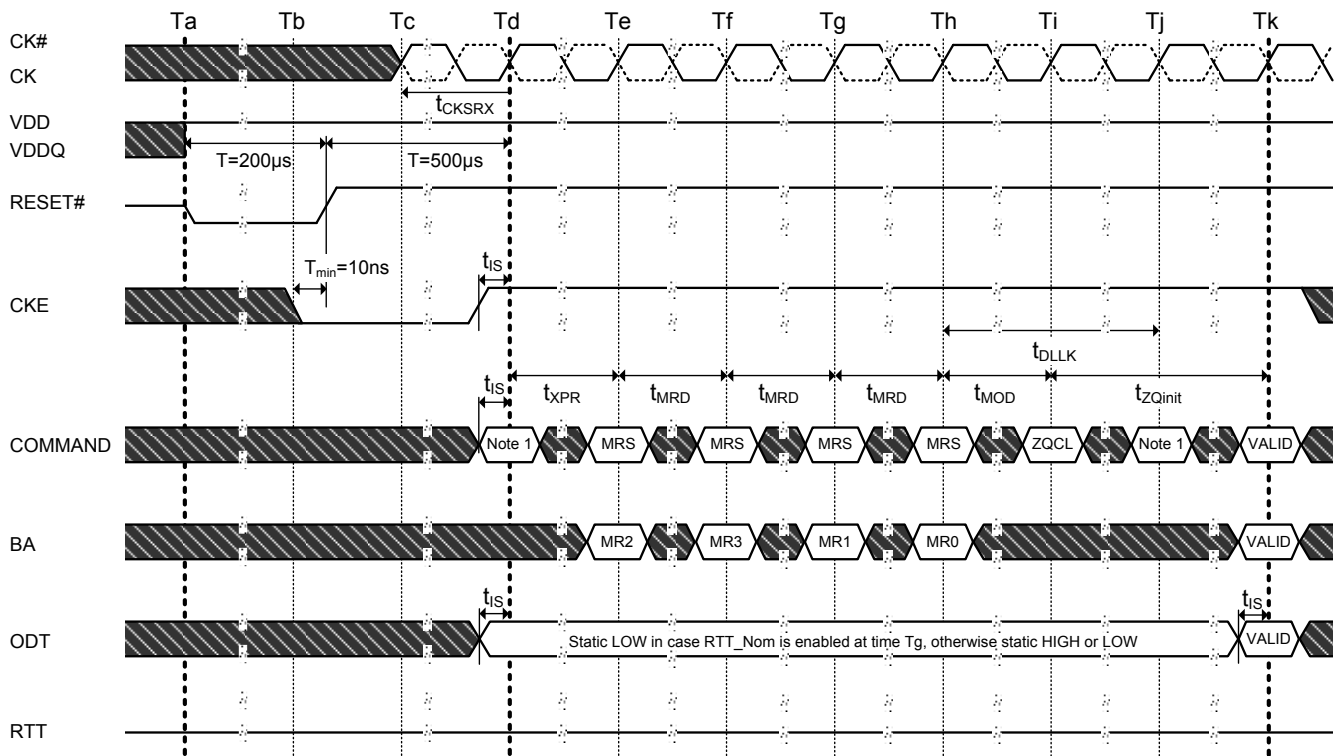 Ta Tb Tc Td Te Tf Tg Th Ti Tj Tk
CK#
CK
tCKSRX
VDD
VDDQ
T=200µs T=500µs
RESET#
Tmin=10ns tIS
CKE
tDLLK
tIS tXPR tMRD tMRD tMRD tMOD tZQinit
COMMAND Note 1 MRS MRS MRS MRS ZQCL Note 1 VALID
BA MR2 MR3 MR1 MR0 VALID
tIS tIS
ODT Static LOW in case RTT_Nom is enabled at time Tg, otherwise static HIGH or LOW VALID
RTT